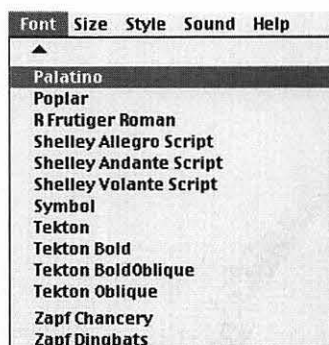 Font Size Style Sound Help
Palatino
Poplar
R Frutiger Roman
Shelley Allegro Script
Shelley Andante Script
Shelley Volante Script
Symbol
Tekton
Tekton Bold
Tekton BoldOblique
Tekton Oblique
Zapf Chancery
Zapf Dingbats